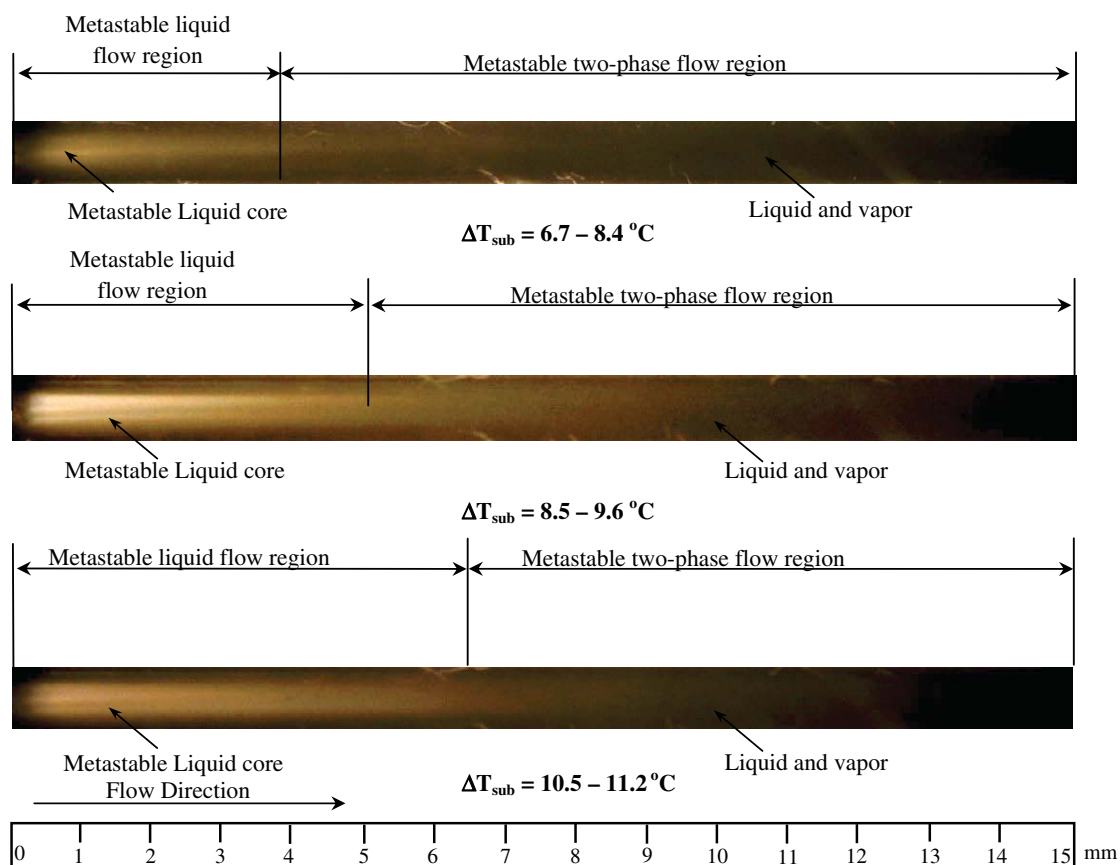 Metastable liquid
flow region
Metastable two-phase flow region
Metastable Liquid core
Liquid and vapor
ΔTsub = 6.7 – 8.4 °C
Metastable liquid
flow region
Metastable two-phase flow region
Metastable Liquid core
Liquid and vapor
ΔTsub = 8.5 – 9.6 °C
Metastable liquid flow region
Metastable two-phase flow region
Metastable Liquid core
Liquid and vapor
Flow Direction
ΔTsub = 10.5 – 11.2 °C
0 1 2 3 4 5 6 7 8 9 10 11 12 13 14 15 mm